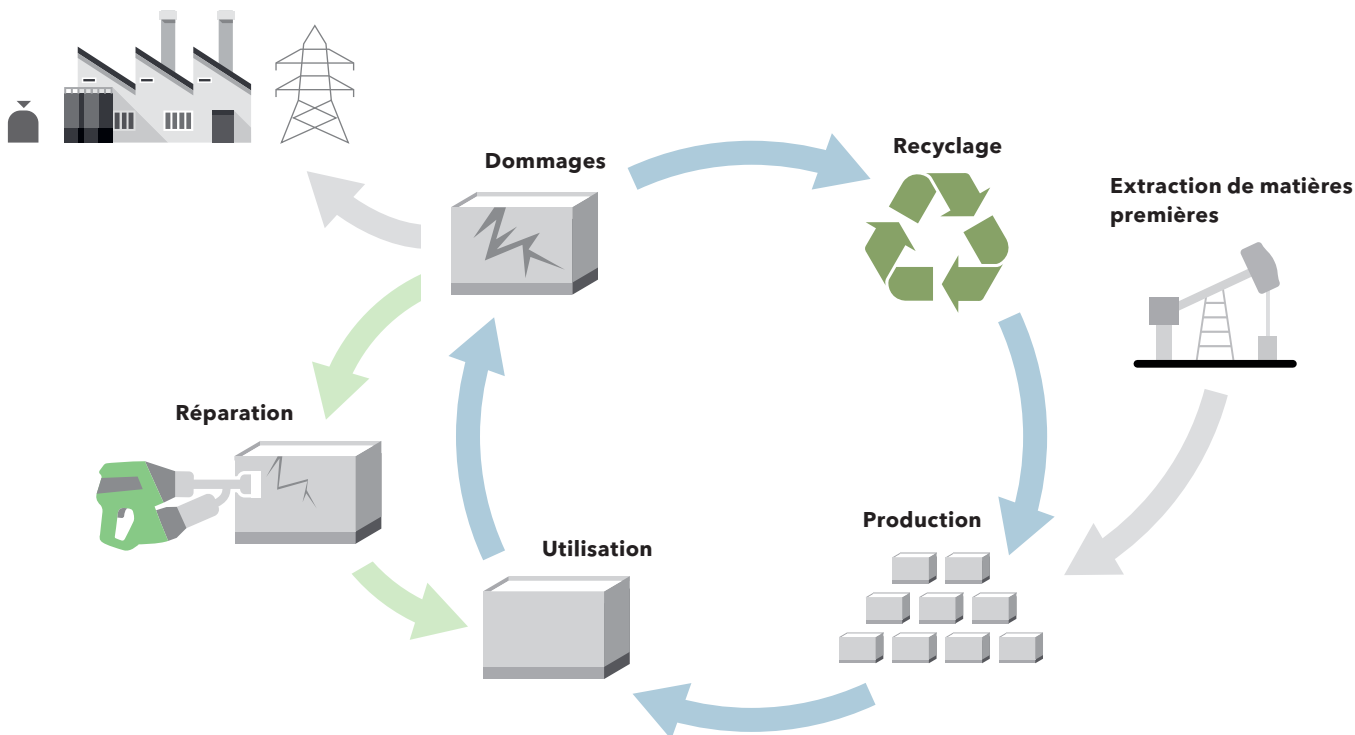 Dommages
Recyclage
Extraction de matières
premières
Réparation
Production
Utilisation